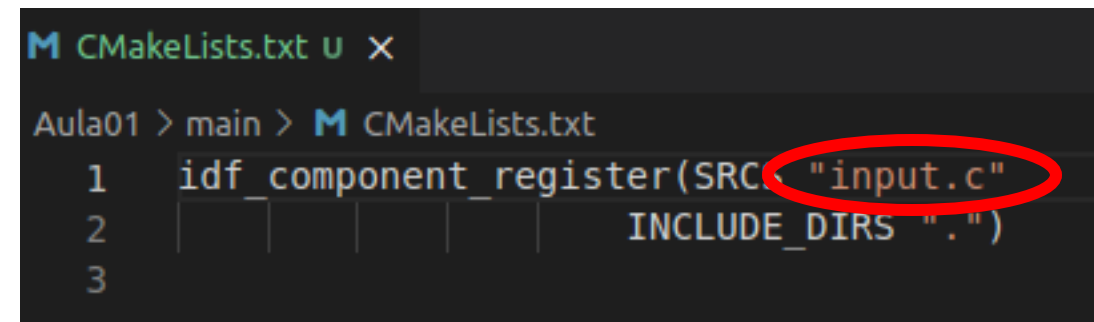 M CMakeLists.txt U ×
Aula01 > main > M CMakeLists.txt
1 idf_component_register(SRCS "input.c"
2 INCLUDE_DIRS ".")
3